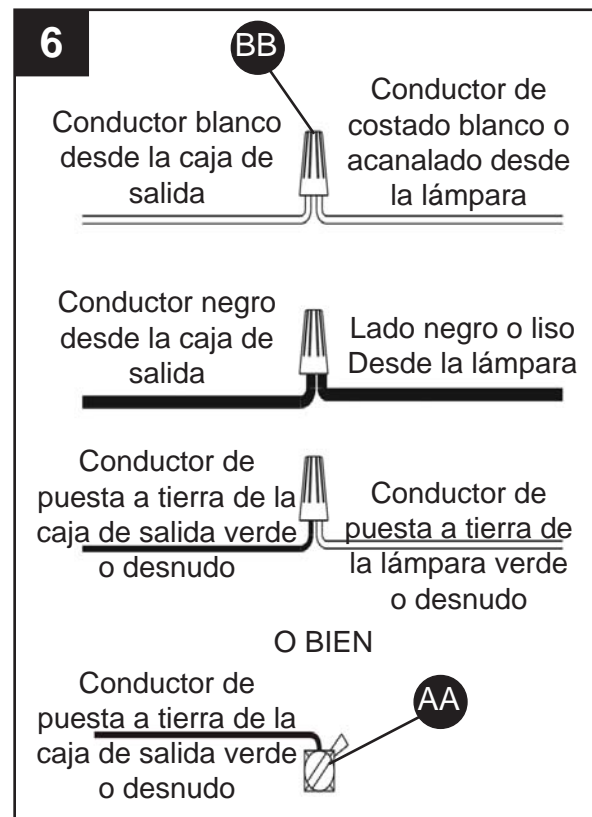 6
BB
Conductor blanco
desde la caja de
salida
Conductor de
costado blanco o
acanalado desde
la lámpara
Conductor negro
desde la caja de
salida
Lado negro o liso
Desde la lámpara
Conductor de
puesta a tierra de la
caja de salida verde
o desnudo
Conductor de
puesta a tierra de
la lámpara verde
o desnudo
O BIEN
Conductor de
puesta a tierra de la
caja de salida verde
o desnudo
AA